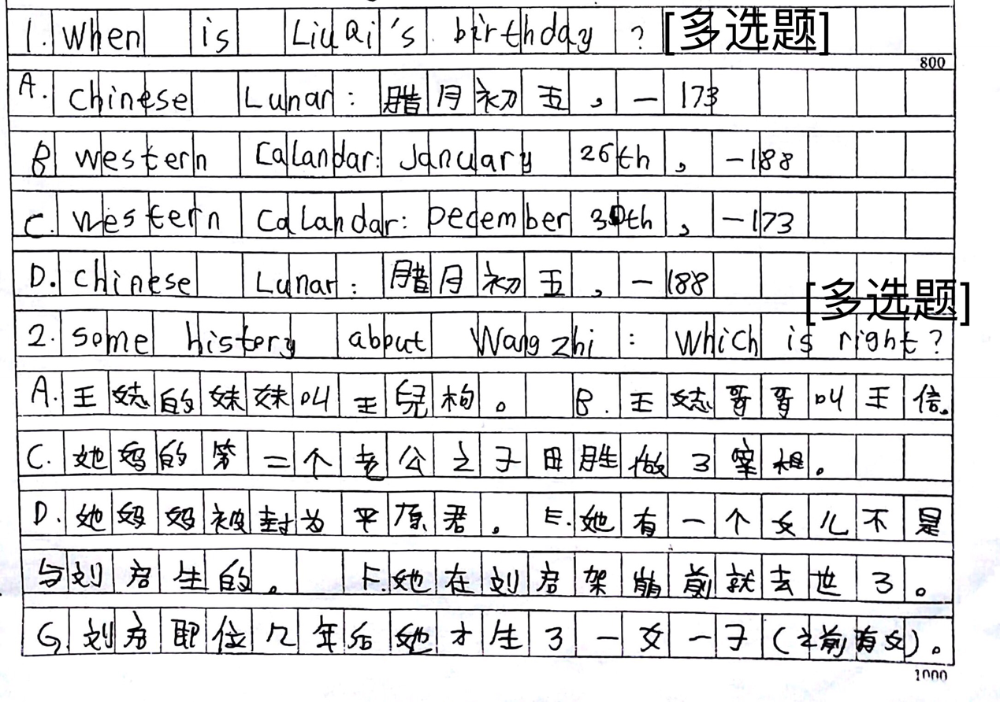 1. When is LiuQi's birthday ? [多选题]
800
A. Chinese Lunar: 腊月初五, -173
B western Calandar: January 26th, -188
C. western Calandar: December 30th, -173
D. Chinese Lunar: 腊月初五, -188
[多选题]
2. some history about Wang zhi : which is right?
A. 王娡的妹妹叫王兒姁。 B. 王娡哥哥叫王信。
C. 她妈的第二个老公之子田胜做了宰相。
D. 她妈妈被封为平原君。 E. 她有一个女儿不是
与刘启生的。 F. 她在刘启架崩前就去世了。
G. 刘启即位几年后她才生了一女一子(之前有女)。
1000